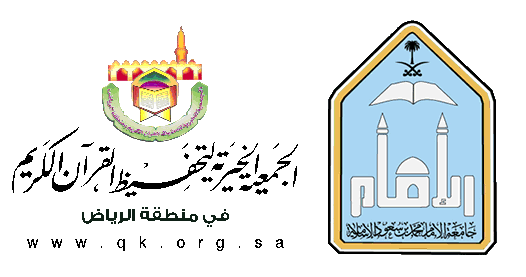 الجمعية الخيرية لتحفيظ القرآن الكريم
في منطقة الرياض
www.qk.org.sa
الإمام
جامعة الإمام محمد بن سعود الإسلامية